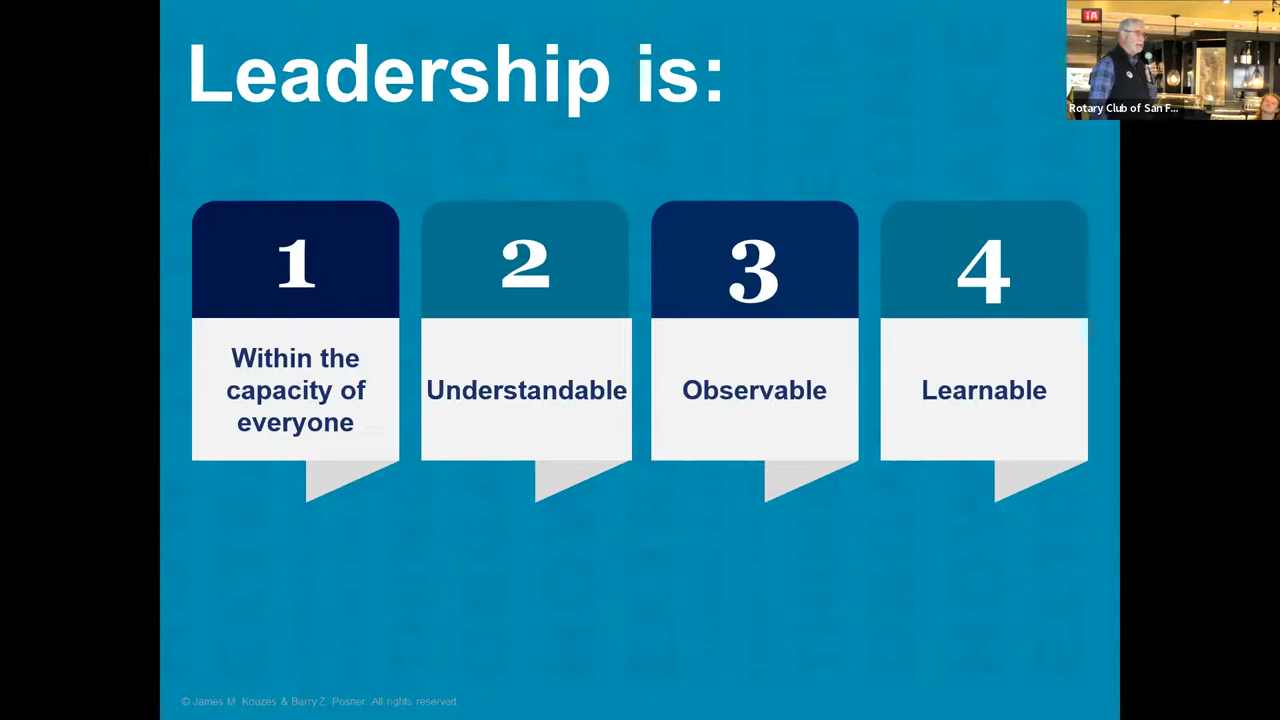 Leadership is:
1
2
3
4
Within the
capacity of
everyone
Understandable
Observable
Learnable
© James M. Kouzes & Barry Z. Posner. All rights reserved.
Rotary Club of San F...